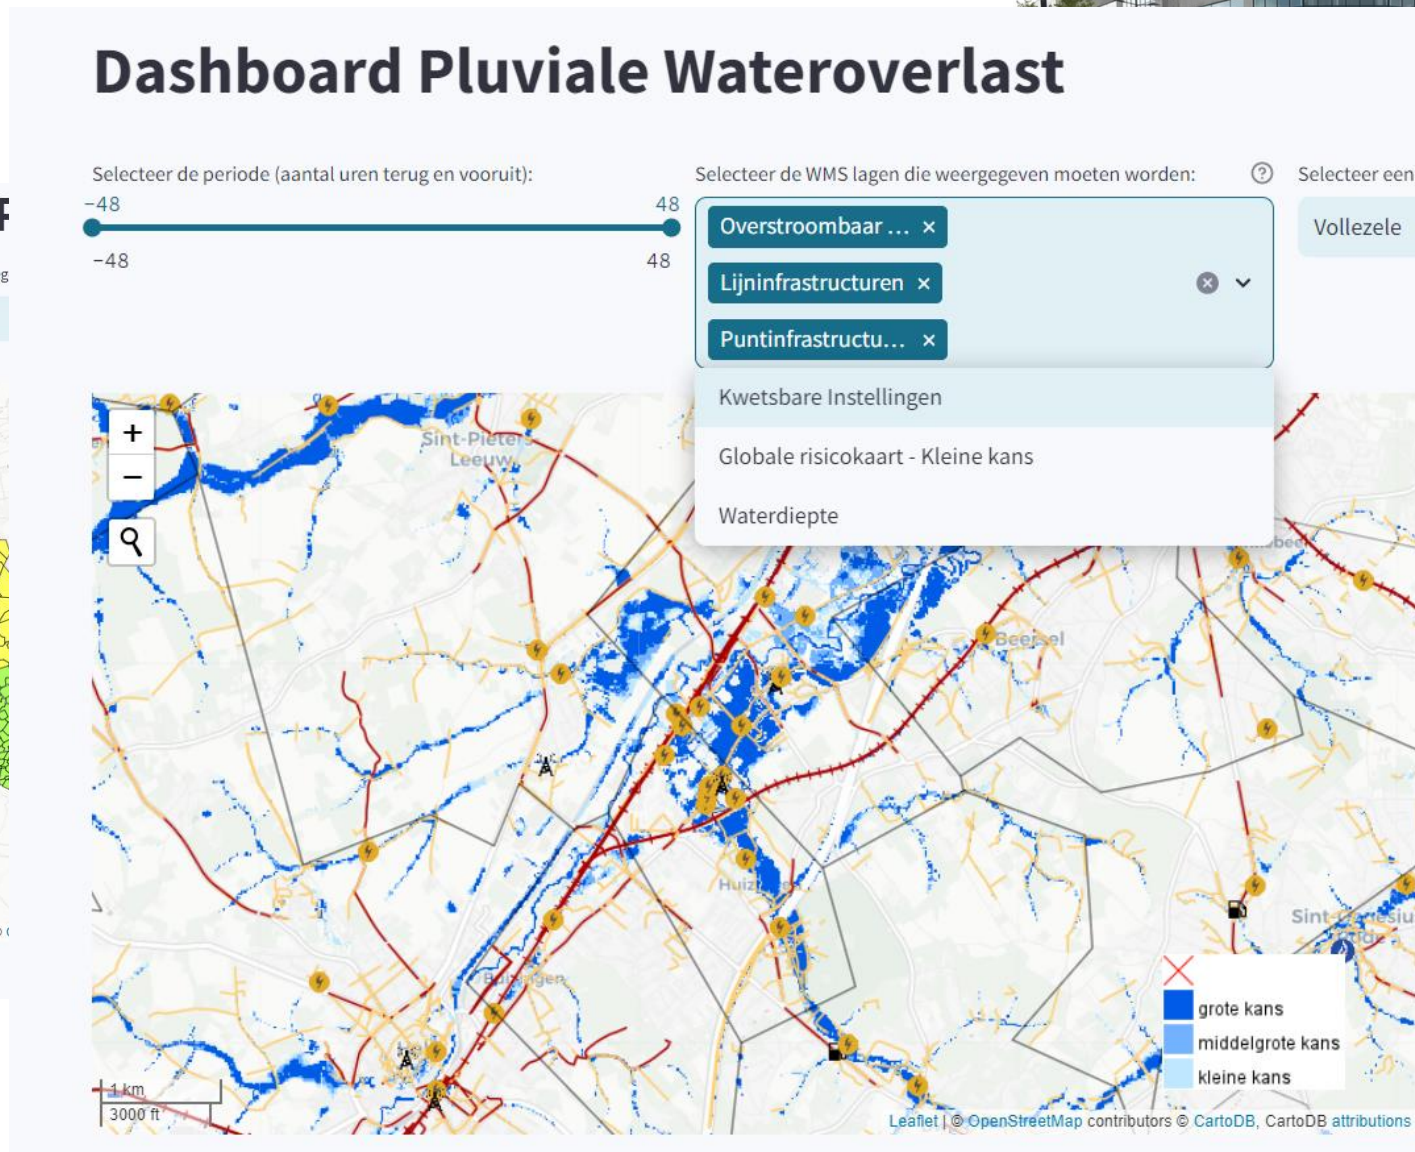 Dashboard Pluviale Wateroverlast
Selecteer de periode (aantal uren terug en vooruit):
-48 48
-48 48
Selecteer de WMS lagen die weergegeven moeten worden:
Overstroombaar ... ×
Lijninfrastructuren ×
Puntinfrastructu... ×
Kwetsbare Instellingen
Globale risicokaart - Kleine kans
Waterdiepte
Selecteer een
Vollezele
+
−
Sint-Pieters-
Leeuw
Beersel
Buizingen
Sint
grote kans
middelgrote kans
kleine kans
1 km
3000 ft
Leaflet | © OpenStreetMap contributors © CartoDB, CartoDB attributions